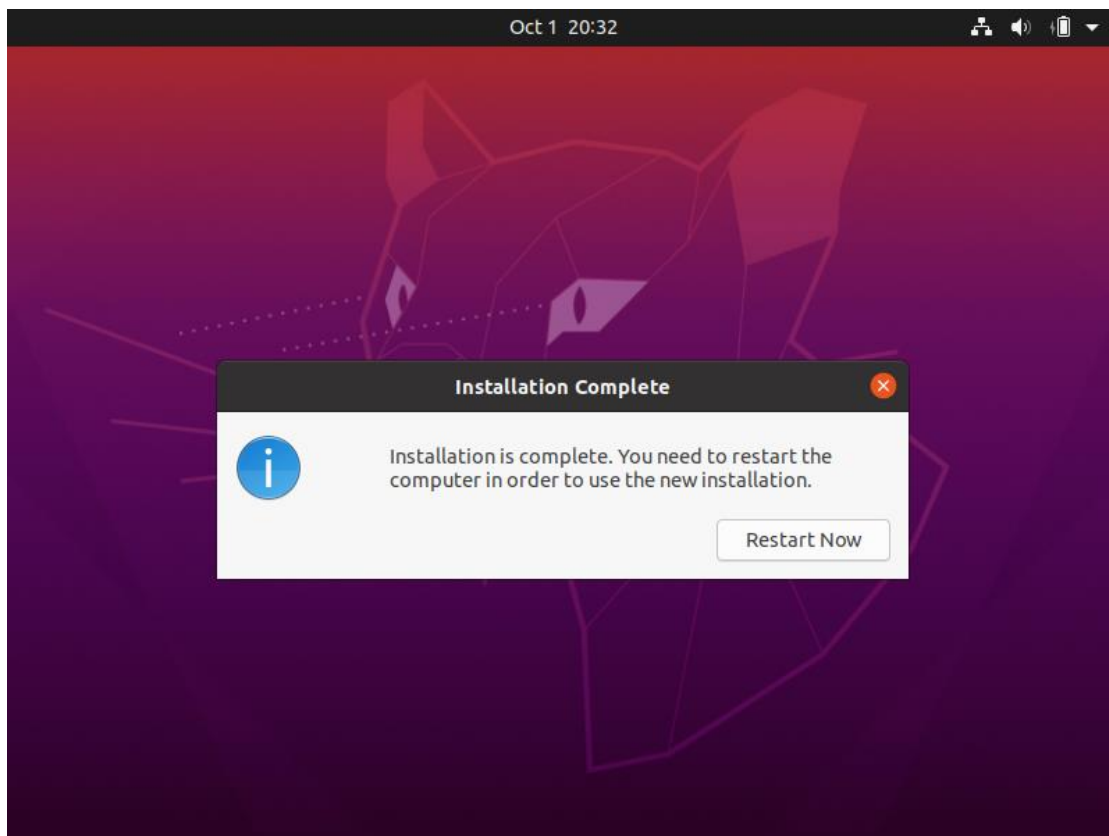 Oct 1 20:32
Installation Complete
Installation is complete. You need to restart the
computer in order to use the new installation.
Restart Now